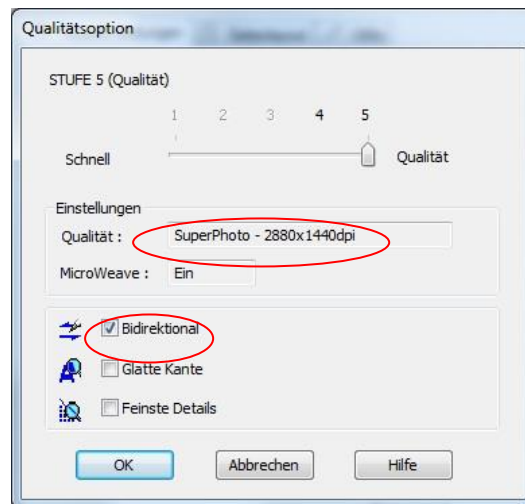 Qualitätsoption
STUFE 5 (Qualität)
1 2 3 4 5
Schnell Qualität
Einstellungen
Qualität : SuperPhoto - 2880x1440dpi
MicroWeave : Ein
Bidirektional
Glatte Kante
Feinste Details
OK Abbrechen Hilfe